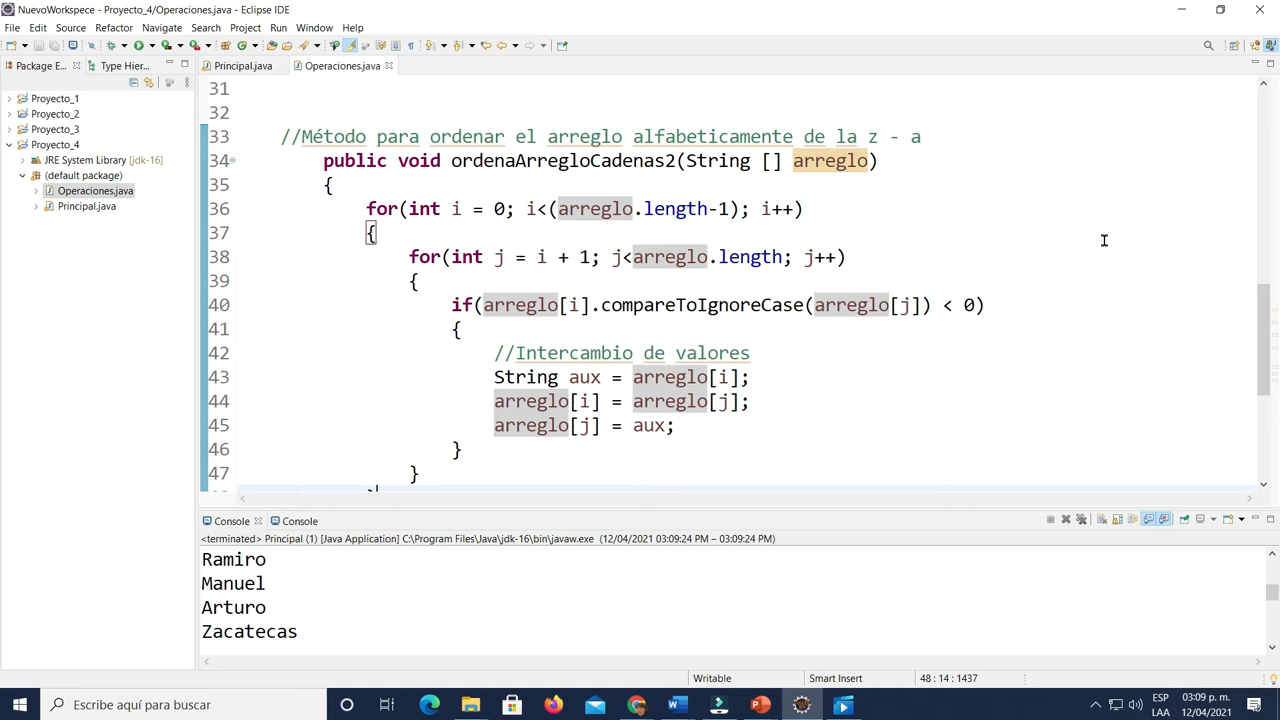 NuevoWorkspece - Proyecto_4/Operaciones.java - Eclipse IDE
File Edit Source Refactor Navigate Search Project Run Window Help
Package E... Type Hier...
Principal.java Operaciones.java
Proyecto_1
Proyecto_2
Proyecto_3
Proyecto_4
JRE System Library [jdk-16]
(default package)
Operaciones.java
Principal.java
31
32
33 //Método para ordenar el arreglo alfabeticamente de la z - a
34 public void ordenaArregloCadenas2(String [] arreglo)
35 {
36 for(int i = 0; i<(arreglo.length-1); i++)
37 {
38 for(int j = i + 1; j<arreglo.length; j++)
39 {
40 if(arreglo[i].compareToIgnoreCase(arreglo[j]) < 0)
41 {
42 //Intercambio de valores
43 String aux = arreglo[i];
44 arreglo[i] = arreglo[j];
45 arreglo[j] = aux;
46 }
47 }
Console Console
<terminated> Principal (1) [Java Application] C:\Program Files\Java\jdk-16\bin\javaw.exe (12/04/2021 03:09:24 PM – 03:09:24 PM)
Ramiro
Manuel
Arturo
Zacatecas
Writable Smart Insert 48 : 14 : 1437
Escribe aquí para buscar
ESP 03:09 p. m.
LAA 12/04/2021